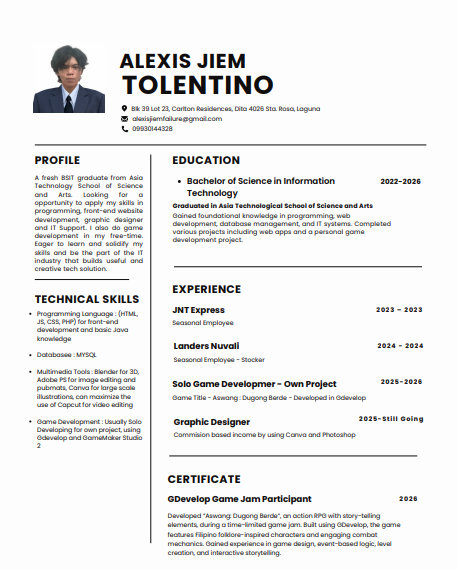 ALEXIS JIEM
TOLENTINO
Blk 39 Lot 23, Carlton Residences, Dita 4026 Sta. Rosa, Laguna
alexisjiemfailure@gmail.com
09930144328
PROFILE
A fresh BSIT graduate from Asia
Technology School of Science
and Arts. Looking for a
opportunity to apply my skills in
programming, front-end website
development, graphic designer
and IT Support. I also do game
development in my free-time.
Eager to learn and solidify my
skills and be the part of the IT
industry that builds useful and
creative tech solution.
TECHNICAL SKILLS
Programming Language : (HTML,
JS, CSS, PHP) for front-end
development and basic Java
knowledge
Databasee : MYSQL
Multimedia Tools : Blender for 3D,
Adobe PS for image editing and
pubmats, Canva for large scale
illustrations, can maximize the
use of Capcut for video editing
Game Development : Usually Solo
Developing for own project, using
Gdevelop and GameMaker Studio
2
EDUCATION
Bachelor of Science in Information 2022-2026
Technology
Graduated in Asia Technological School of Science and Arts
Gained foundational knowledge in programming, web
development, database management, and IT systems. Completed
various projects including web apps and a personal game
development project.
EXPERIENCE
JNT Express 2023 – 2023
Seasonal Employee
Landers Nuvali 2024 - 2024
Seasonal Employee - Stocker
Solo Game Developmer - Own Project 2025-2026
Game Title - Aswang : Dugong Berde - Developed in Gdevelop
Graphic Designer 2025-Still Going
Commision based income by using Canva and Photoshop
CERTIFICATE
GDevelop Game Jam Participant 2026
Developed "Aswang: Dugong Berde", an action RPG with story-telling
elements, during a time-limited game jam. Built using GDevelop, the game
features Filipino folklore-inspired characters and engaging combat
mechanics. Gained experience in game design, event-based logic, level
creation, and interactive storytelling.